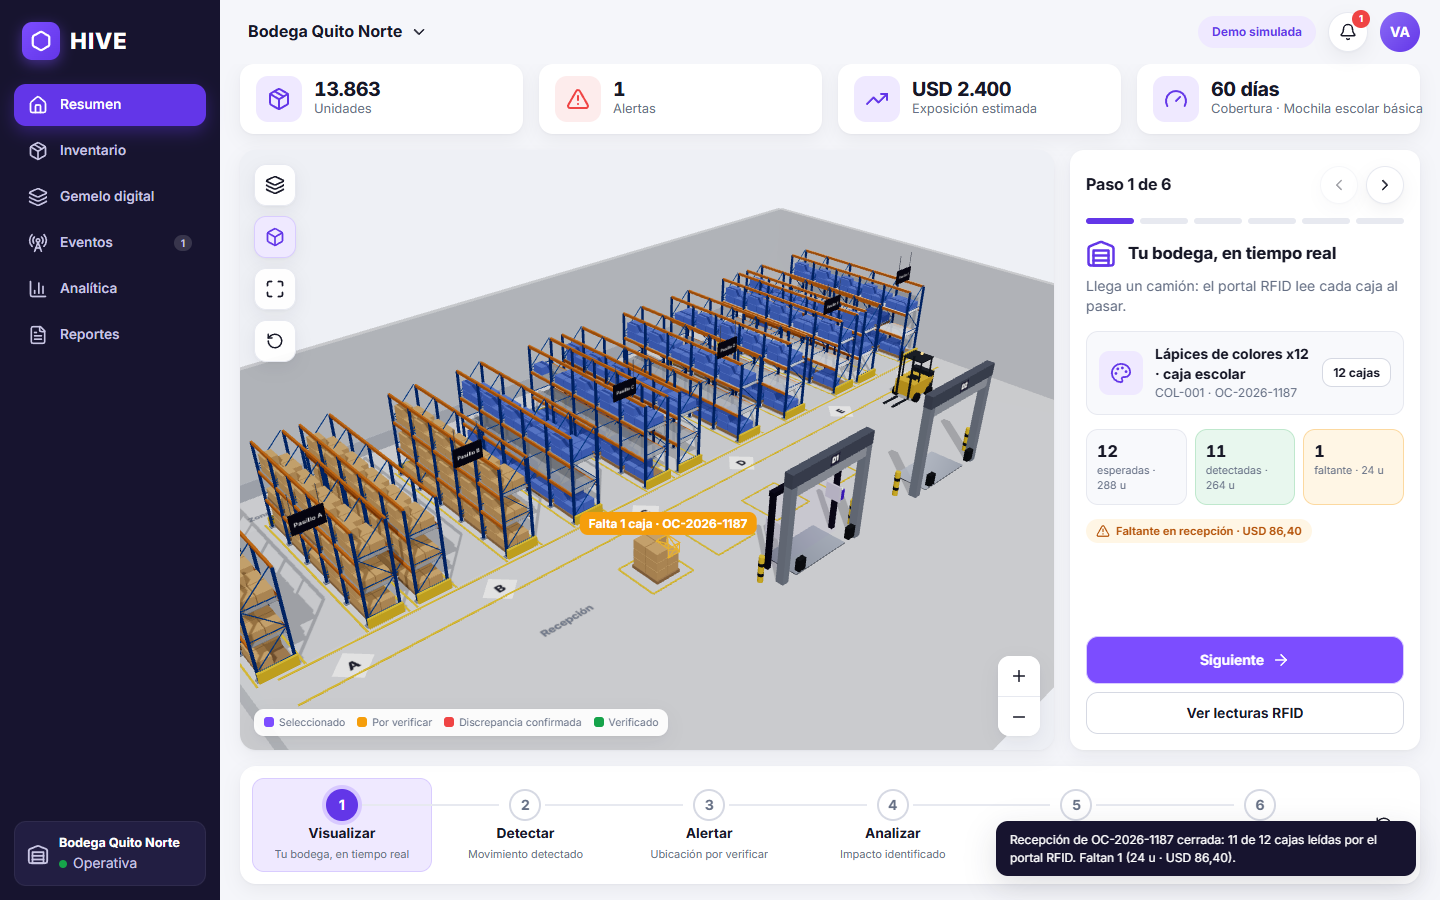 HIVE
Resumen
Inventario
Gemelo digital
Eventos
1
Analítica
Reportes
Bodega Quito Norte
Operativa
Bodega Quito Norte
Demo simulada
1
VA
13.863
Unidades
1
Alertas
USD 2.400
Exposición estimada
60 días
Cobertura · Mochila escolar básica
Pasillo A
Pasillo B
Pasillo C
01
02
A
B
D
E
Falta 1 caja · OC-2026-1187
Recepción
Seleccionado
Por verificar
Discrepancia confirmada
Verificado
Paso 1 de 6
Tu bodega, en tiempo real
Llega un camión: el portal RFID lee cada caja al
pasar.
Lápices de colores x12
· caja escolar
COL-001 · OC-2026-1187
12 cajas
12
esperadas ·
288 u
11
detectadas ·
264 u
1
faltante · 24 u
Faltante en recepción · USD 86,40
Siguiente
Ver lecturas RFID
1
Visualizar
Tu bodega, en tiempo real
2
Detectar
Movimiento detectado
3
Alertar
Ubicación por verificar
4
Analizar
Impacto identificado
5
6
Recepción de OC-2026-1187 cerrada: 11 de 12 cajas leídas por el
portal RFID. Faltan 1 (24 u · USD 86,40).